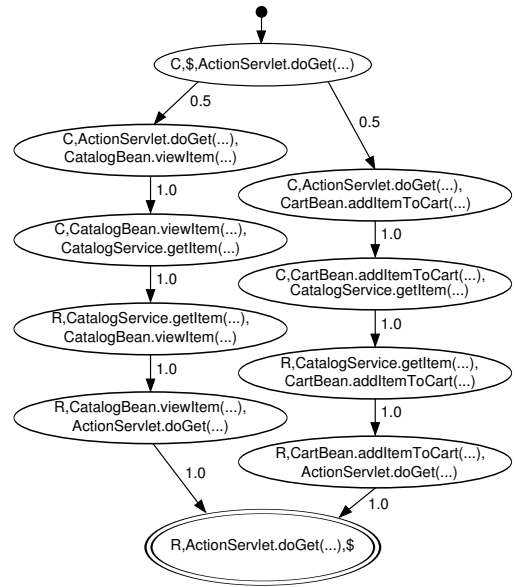 C,$,ActionServlet.doGet(...)
0.5
0.5
C,ActionServlet.doGet(...),
CatalogBean.viewItem(...)
1.0
C,ActionServlet.doGet(...),
CartBean.addItemToCart(...)
1.0
C,CatalogBean.viewItem(...),
CatalogService.getItem(...)
1.0
C,CartBean.addItemToCart(...),
CatalogService.getItem(...)
1.0
R,CatalogService.getItem(...),
CatalogBean.viewItem(...)
1.0
R,CatalogService.getItem(...),
CartBean.addItemToCart(...)
1.0
R,CatalogBean.viewItem(...),
ActionServlet.doGet(...)
1.0
R,CartBean.addItemToCart(...),
ActionServlet.doGet(...)
1.0
R,ActionServlet.doGet(...),$